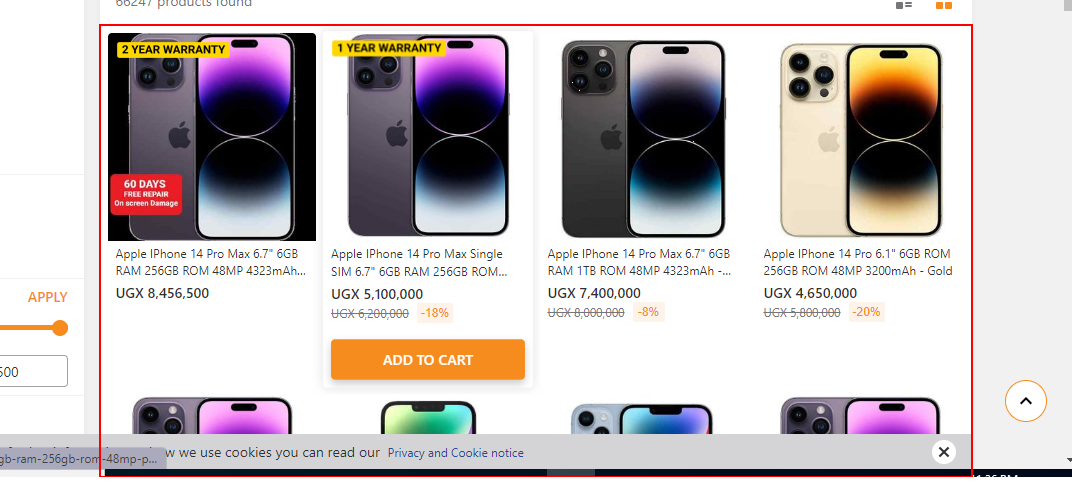 66247 products found
2 YEAR WARRANTY
60 DAYS
FREE REPAIR
On screen Damage
Apple IPhone 14 Pro Max 6.7" 6GB
RAM 256GB ROM 48MP 4323mAh...
UGX 8,456,500
1 YEAR WARRANTY
Apple IPhone 14 Pro Max Single
SIM 6.7" 6GB RAM 256GB ROM...
UGX 5,100,000
UGX 6,200,000 -18%
ADD TO CART
Apple IPhone 14 Pro Max 6.7" 6GB
RAM 1TB ROM 48MP 4323mAh -...
UGX 7,400,000
UGX 8,000,000 -8%
Apple IPhone 14 Pro 6.1" 6GB ROM
256GB ROM 48MP 3200mAh - Gold
UGX 4,650,000
UGX 5,800,000 -20%
APPLY
500
we use cookies you can read our Privacy and Cookie notice
gb-ram-256gb-rom-48mp-p...